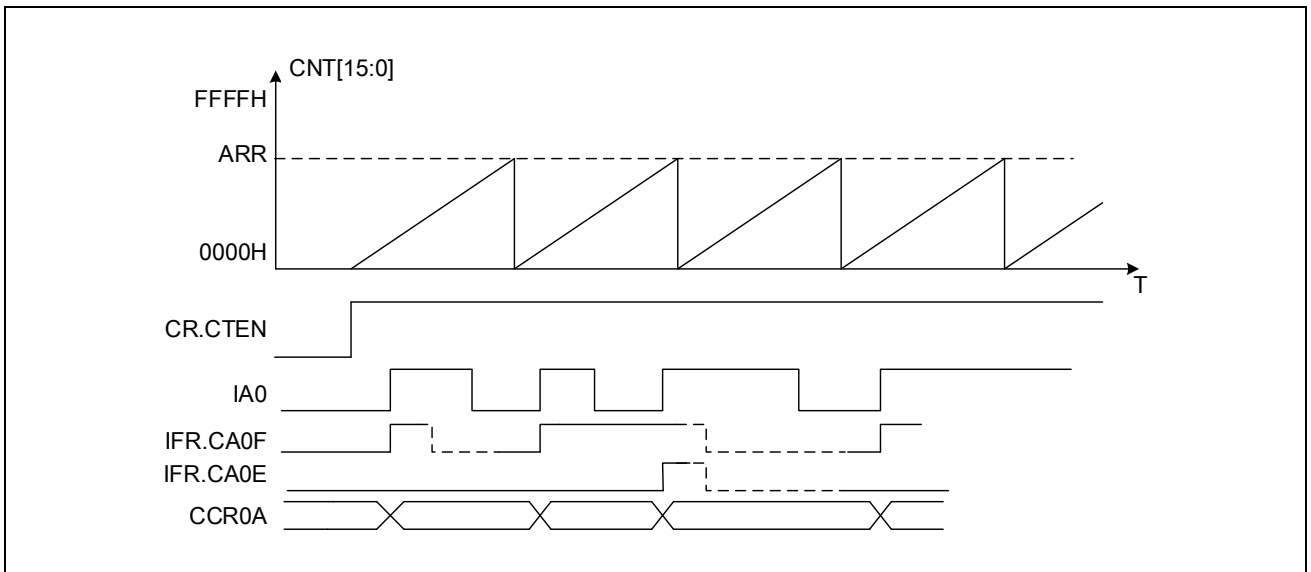 CNT[15:0]
FFFFH
ARR
0000H
T
CR.CTEN
IA0
IFR.CA0F
IFR.CA0E
CCR0A